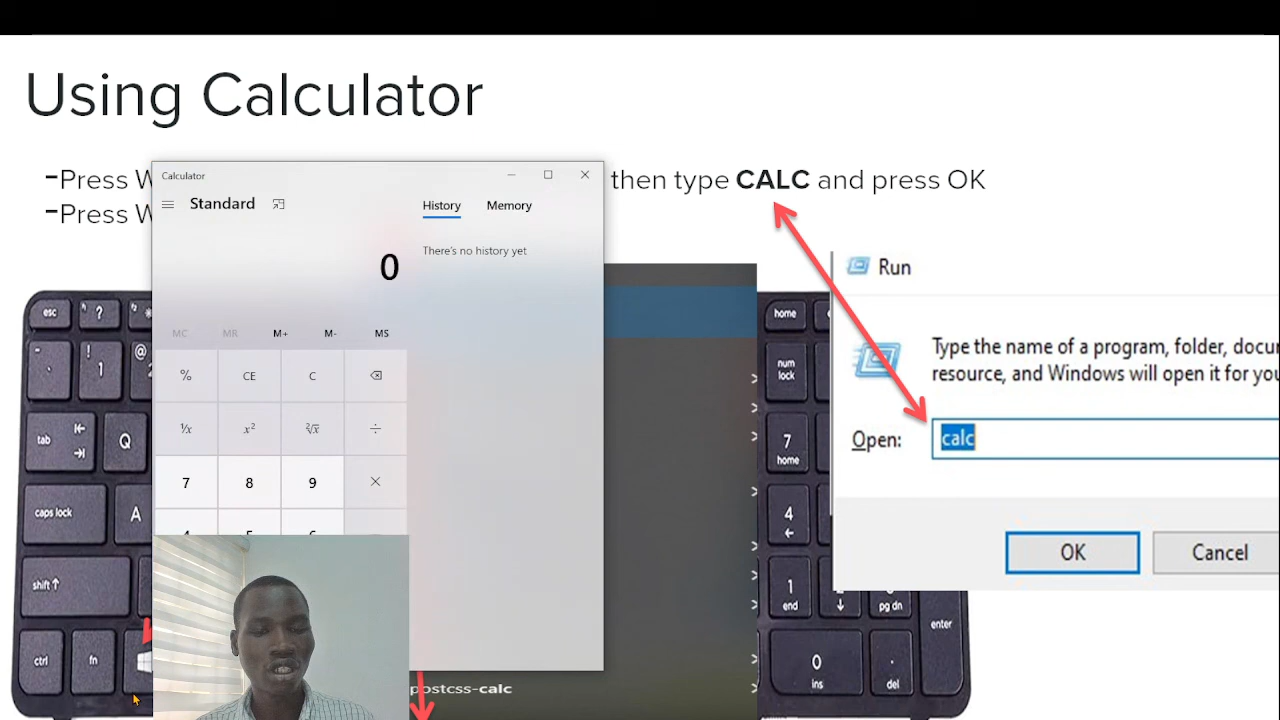 Using Calculator
-Press W
then type CALC and press OK
-Press W
Calculator
Standard
History
Memory
There's no history yet
0
MC MR M+ M- MS
% CE C
¹/x x² ²√x ÷
7 8 9 ×
Run
Type the name of a program, folder, docu
resource, and Windows will open it for you
Open: calc
OK Cancel
esc ?
! 1 @ 2
tab Q
caps lock A
shift
ctrl fn
home
num lock
7 home
4
1 end
pg dn
enter
0 ins
. del
postcss-calc